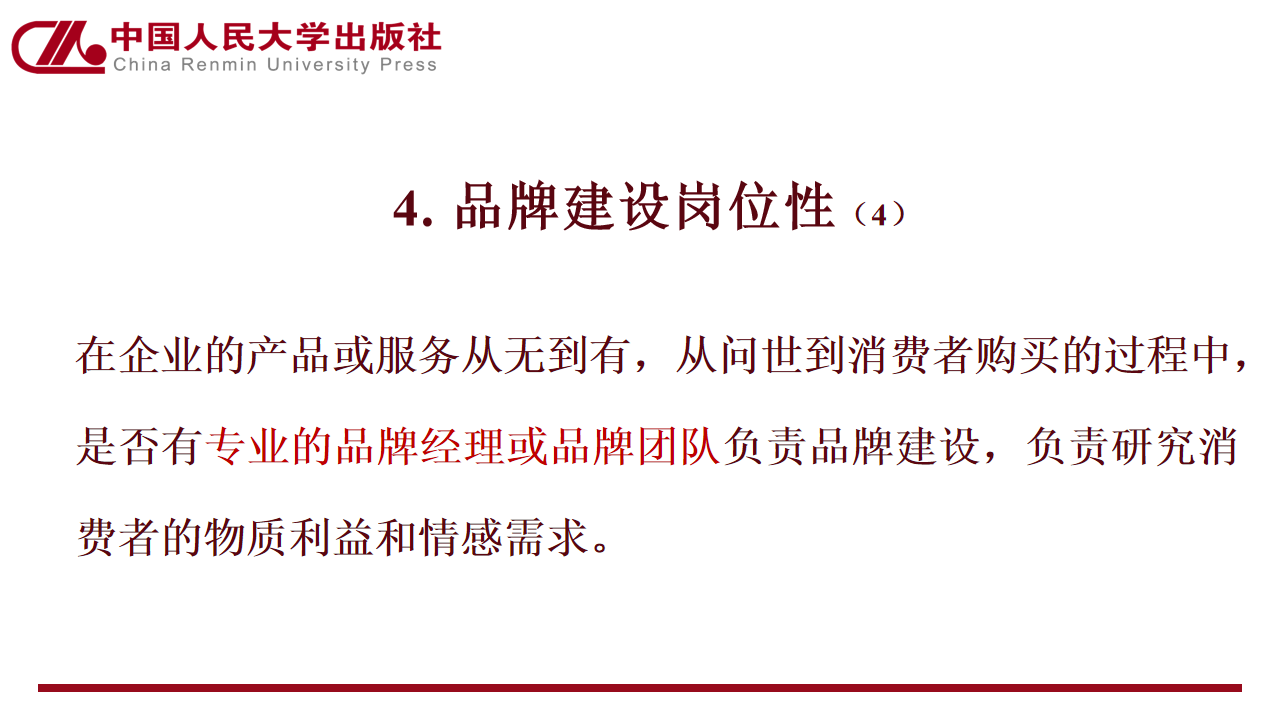 中国人民大学出版社
China Renmin University Press
4. 品牌建设岗位性（4）
在企业的产品或服务从无到有，从问世到消费者购买的过程中，
是否有专业的品牌经理或品牌团队负责品牌建设，负责研究消
费者的物质利益和情感需求。